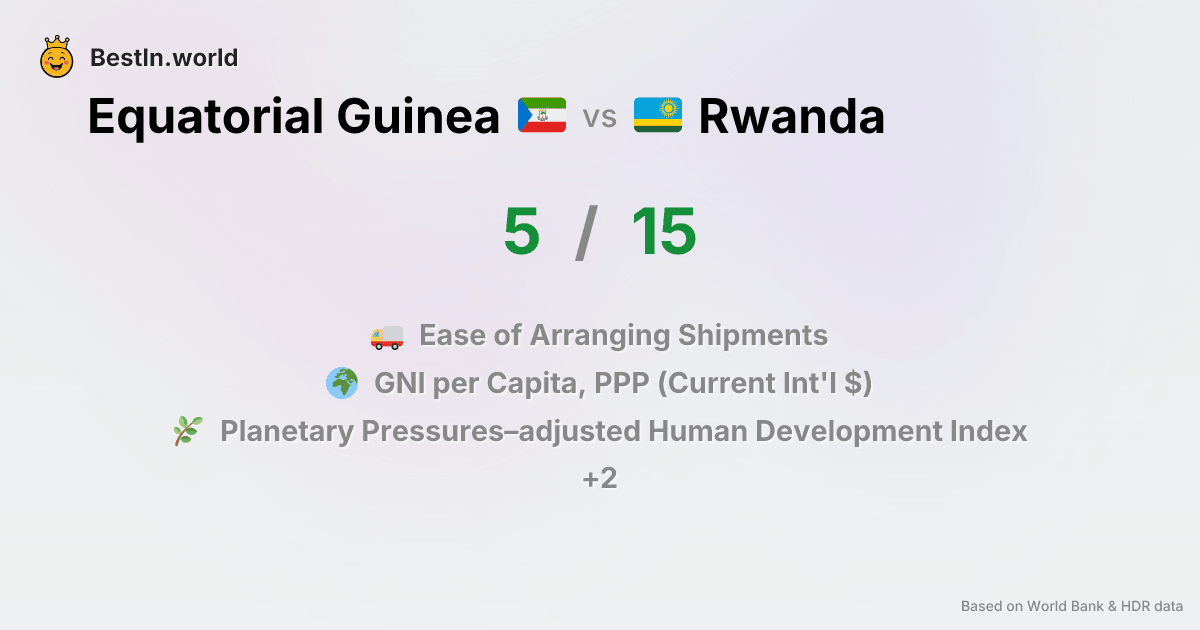 BestIn.world
Equatorial Guinea vs Rwanda
5 / 15
Ease of Arranging Shipments
GNI per Capita, PPP (Current Int'l $)
Planetary Pressures–adjusted Human Development Index
+2
Based on World Bank & HDR data